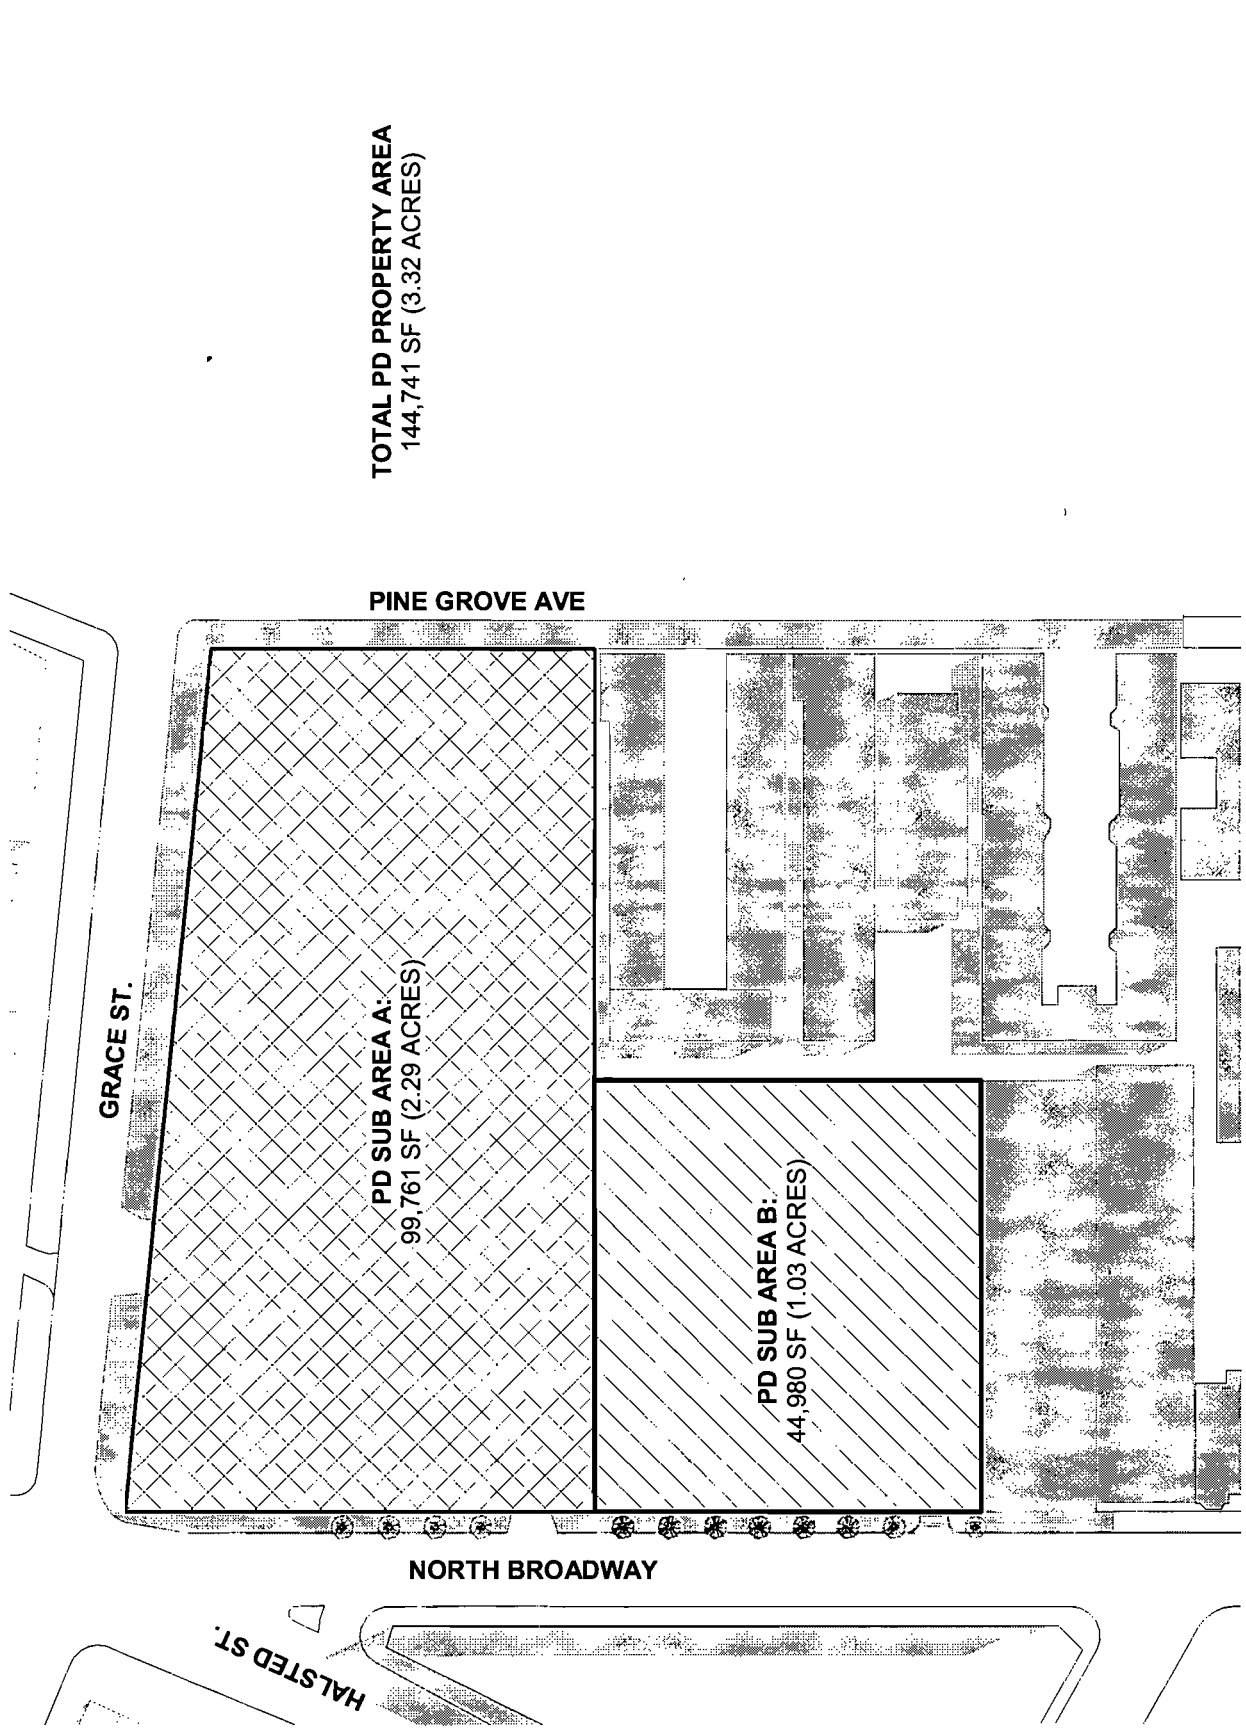 TOTAL PD PROPERTY AREA
144,741 SF (3.32 ACRES)
PINE GROVE AVE
GRACE ST.
PD SUB AREA A:
99,761 SF (2.29 ACRES)
PD SUB AREA B:
44,980 SF (1.03 ACRES)
NORTH BROADWAY
HALSTED ST.